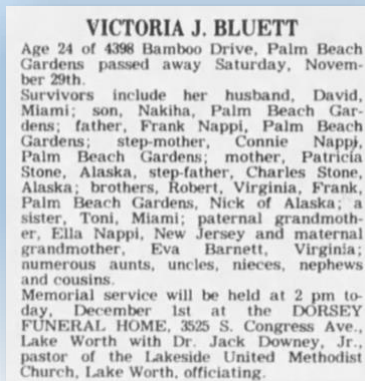 VICTORIA J. BLUETT
Age 24 of 4398 Bamboo Drive, Palm Beach
Gardens passed away Saturday, Novem-
ber 29th.
Survivors include her husband, David,
Miami; son, Nakiha, Palm Beach Gar-
dens; father, Frank Nappi, Palm Beach
Gardens; step-mother, Connie Nappi,
Palm Beach Gardens; mother, Patricia
Stone, Alaska, step-father, Charles Stone,
Alaska; brothers, Robert, Virginia, Frank,
Palm Beach Gardens, Nick of Alaska; a
sister, Toni, Miami; paternal grandmoth-
er, Ella Nappi, New Jersey and maternal
grandmother, Eva Barnett, Virginia;
numerous aunts, uncles, nieces, nephews
and cousins.
Memorial service will be held at 2 pm to-
day, December 1st at the DORSEY
FUNERAL HOME, 3525 S. Congress Ave.,
Lake Worth with Dr. Jack Downey, Jr.,
pastor of the Lakeside United Methodist
Church, Lake Worth, officiating.